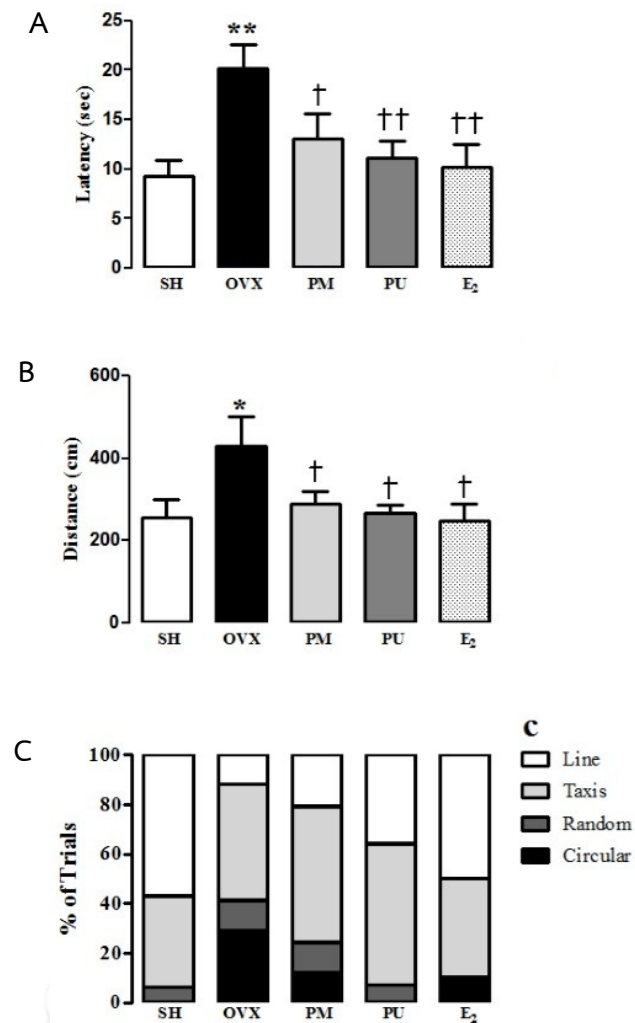 A
Latency (sec)
25
20
15
10
5
0
**
†
††
††
SH OVX PM PU E₂
B
Distance (cm)
600
400
200
0
*
†
†
†
SH OVX PM PU E₂
C
% of Trials
100
80
60
40
20
0
SH OVX PM PU E₂
c
Line
Taxis
Random
Circular